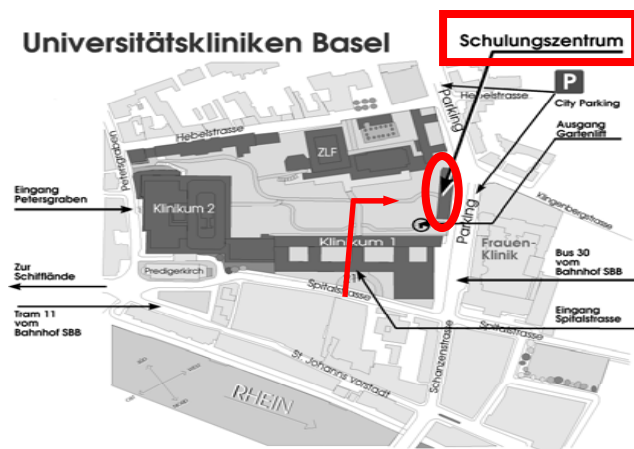 Universitätskliniken Basel
Schulungszentrum
P
City Parking
Parking
Hebelstrasse
Ausgang
Gartenlift
Hebelstrasse
Petersgraben
ZLF
Eingang
Petersgraben
Klinikum 2
Klingenbergstrasse
Parking
Klinikum 1
Frauen-
Klinik
Bus 30
vom
Bahnhof SBB
Zur
Schifflände
Predigerkirch
1
Spitalstrasse
Eingang
Spitalstrasse
Tram 11
vom
Bahnhof SBB
Spitalstrasse
St. Johanns vorstadt
Schanzenstrasse
RHEIN